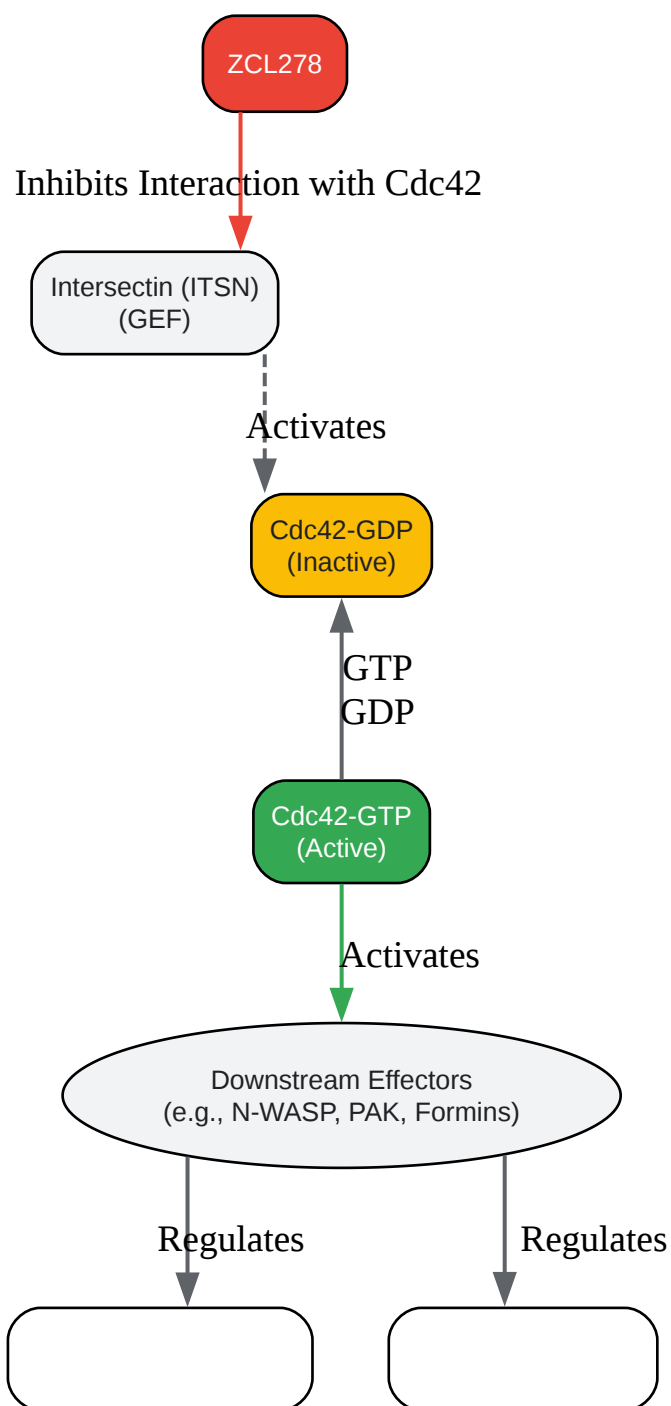 ZCL278
Inhibits Interaction with Cdc42
Intersectin (ITSN)
(GEF)
Activates
Cdc42-GDP
(Inactive)
GTP
GDP
Cdc42-GTP
(Active)
Activates
Downstream Effectors
(e.g., N-WASP, PAK, Formins)
Regulates
Regulates